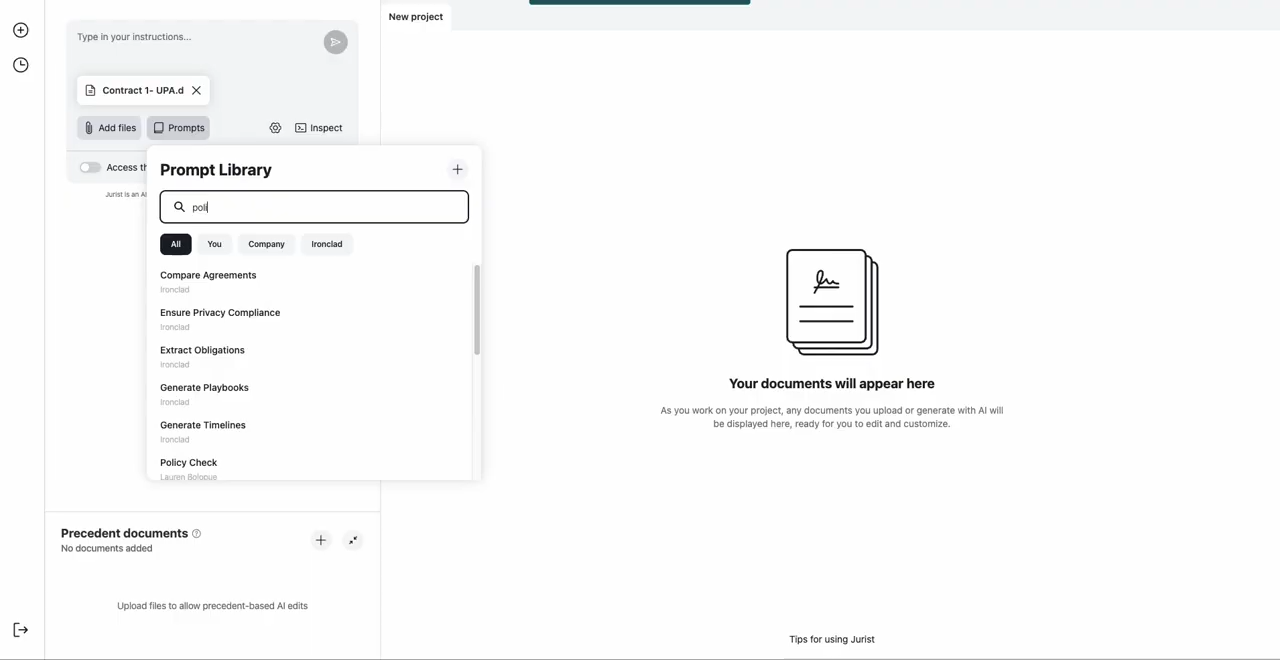 New project
Type in your instructions...
Contract 1- UPA.d
Add files
Prompts
Inspect
Access th
Jurist is an AI
Prompt Library
poli
All
You
Company
Ironclad
Compare Agreements
Ironclad
Ensure Privacy Compliance
Ironclad
Extract Obligations
Ironclad
Generate Playbooks
Ironclad
Generate Timelines
Ironclad
Policy Check
Lauren Bologue
Precedent documents
No documents added
Upload files to allow precedent-based AI edits
Your documents will appear here
As you work on your project, any documents you upload or generate with AI will
be displayed here, ready for you to edit and customize.
Tips for using Jurist